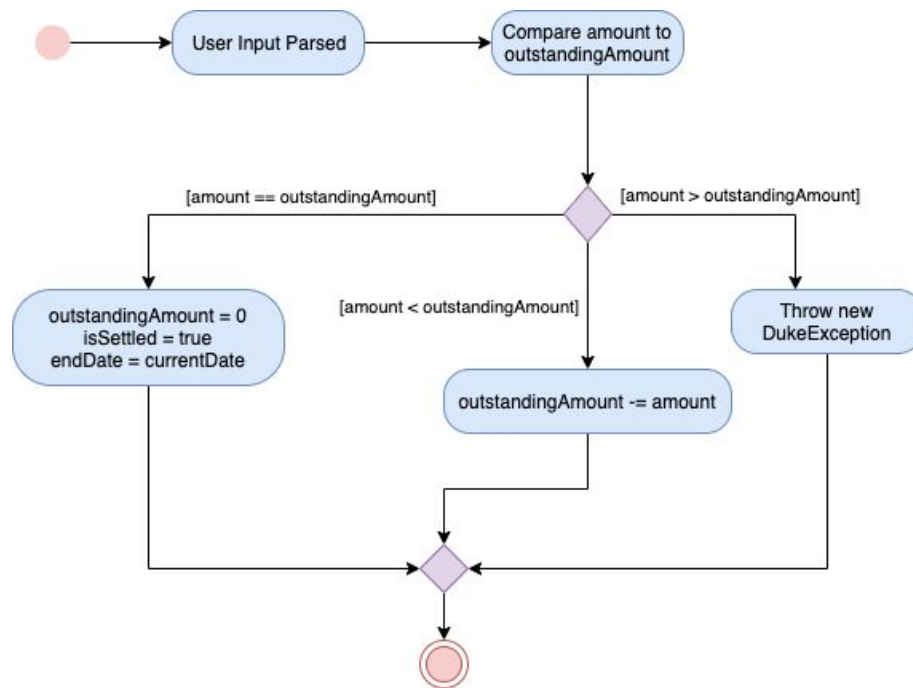 User Input Parsed
Compare amount to
outstandingAmount
[amount == outstandingAmount]
[amount > outstandingAmount]
[amount < outstandingAmount]
outstandingAmount = 0
isSettled = true
endDate = currentDate
Throw new
DukeException
outstandingAmount -= amount